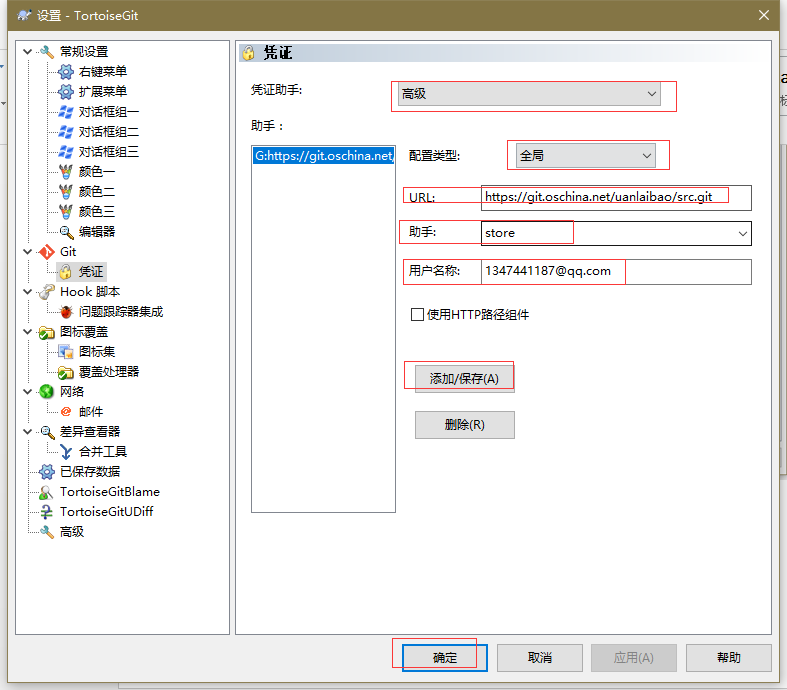 设置 - TortoiseGit
常规设置
右键菜单
扩展菜单
对话框组一
对话框组二
对话框组三
颜色一
颜色二
颜色三
编辑器
Git
凭证
Hook 脚本
问题跟踪器集成
图标覆盖
图标集
覆盖处理器
网络
邮件
差异查看器
合并工具
已保存数据
TortoiseGitBlame
TortoiseGitUDiff
高级
凭证
凭证助手: 高级
助手：
G:https://git.oschina.net/
配置类型: 全局
URL: https://git.oschina.net/uanlaibao/src.git
助手: store
用户名称: 1347441187@qq.com
使用HTTP路径组件
添加/保存(A)
删除(R)
确定 取消 应用(A) 帮助